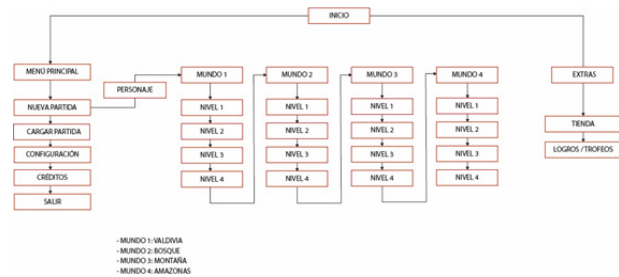 INICIO
MENÚ PRINCIPAL
PERSONAJE
MUNDO 1
MUNDO 2
MUNDO 3
MUNDO 4
EXTRAS
NUEVA PARTIDA
NIVEL 1
NIVEL 1
NIVEL 1
NIVEL 1
CARGAR PARTIDA
NIVEL 2
NIVEL 2
NIVEL 2
NIVEL 2
TIENDA
CONFIGURACIÓN
NIVEL 3
NIVEL 3
NIVEL 3
NIVEL 3
LOGROS / TROFEOS
CRÉDITOS
NIVEL 4
NIVEL 4
NIVEL 4
NIVEL 4
SALIR
- MUNDO 1: VALDIVIA
- MUNDO 2: BOSQUE
- MUNDO 3: MONTAÑA
- MUNDO 4: AMAZONAS